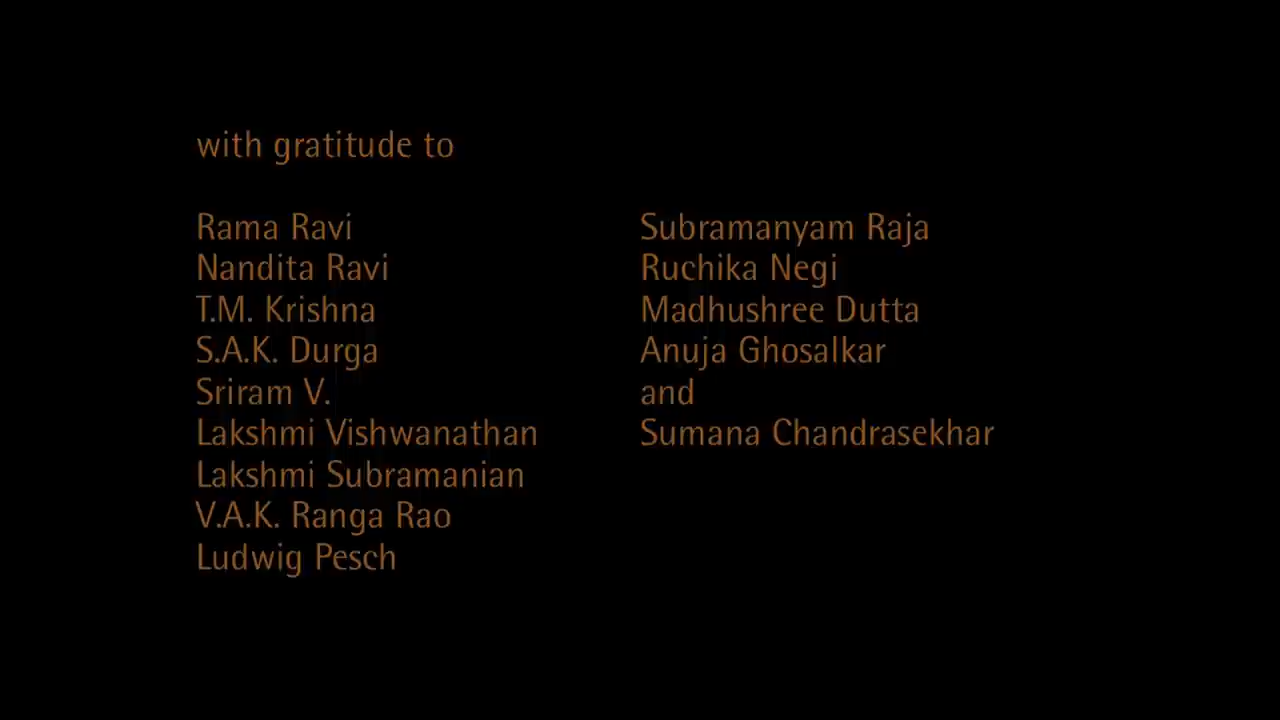 with gratitude to
Rama Ravi
Nandita Ravi
T.M. Krishna
S.A.K. Durga
Sriram V.
Lakshmi Vishwanathan
Lakshmi Subramanian
V.A.K. Ranga Rao
Ludwig Pesch
Subramanyam Raja
Ruchika Negi
Madhushree Dutta
Anuja Ghosalkar
and
Sumana Chandrasekhar